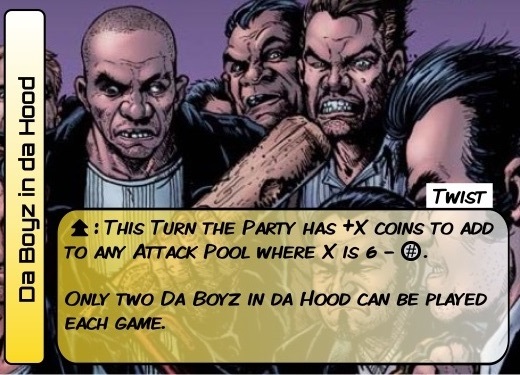 Da Boyz in da Hood
Twist
: This Turn the Party has +X coins to add
to any Attack Pool where X is 6 - .
Only two Da Boyz in da Hood can be played
each game.